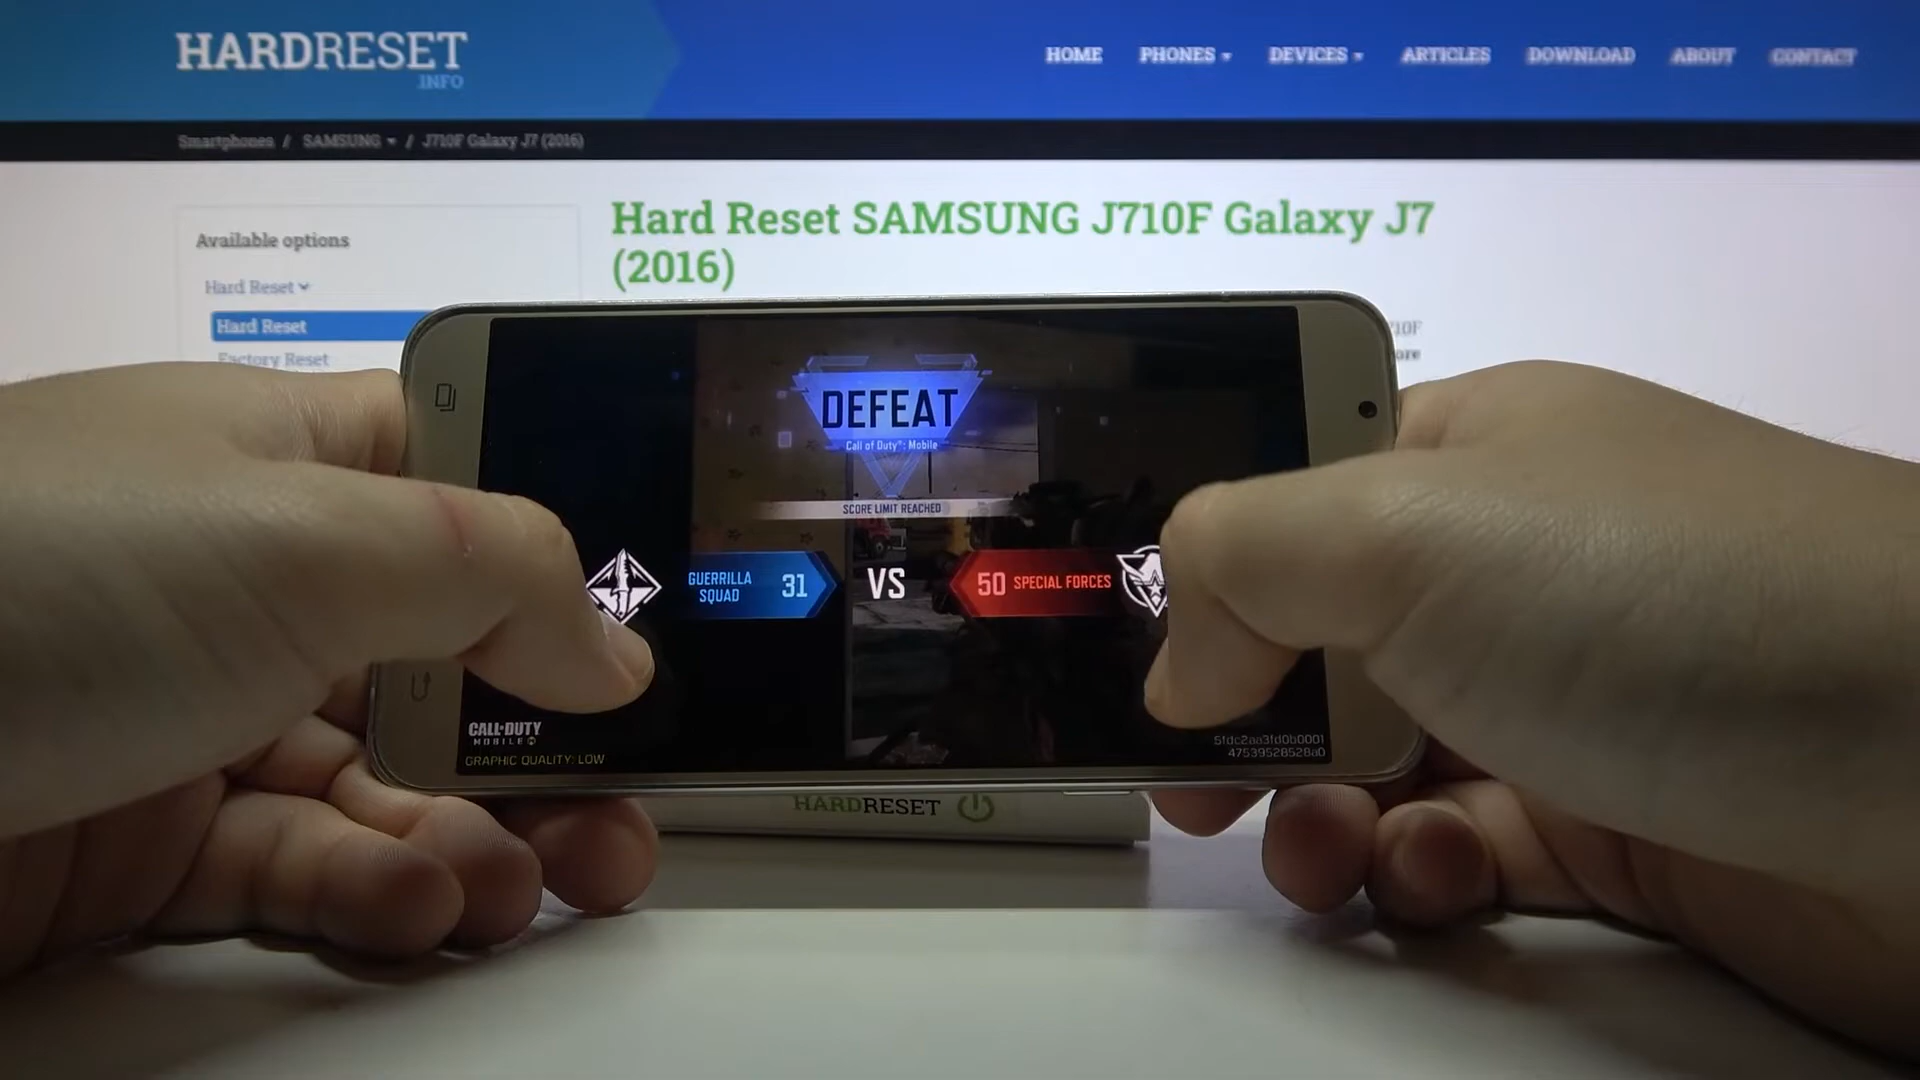 HARDRESET
.INFO
HOME PHONES DEVICES ARTICLES DOWNLOAD ABOUT CONTACT
Smartphones / SAMSUNG / J710F Galaxy J7 (2016)
Available options
Hard Reset
Hard Reset
Factory Reset
Hard Reset SAMSUNG J710F Galaxy J7
(2016)
710F
ore
DEFEAT
Call of Duty®: Mobile
SCORE LIMIT REACHED
GUERRILLA
SQUAD
31
VS
50 SPECIAL FORCES
CALL OF DUTY
MOBILE
GRAPHIC QUALITY: LOW
5fdc2aa3fd0b0001
47539528528a0
HARDRESET